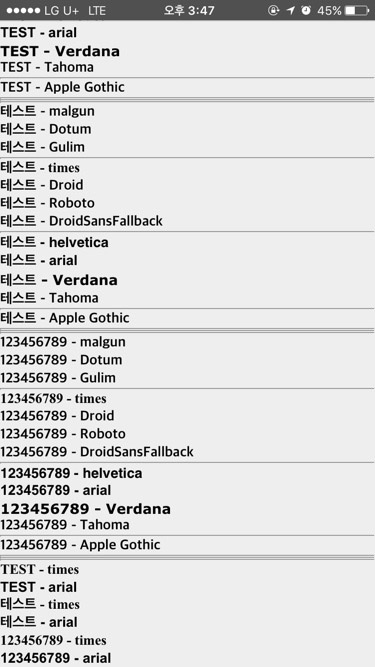 LG U+ LTE 오후 3:47 45%
TEST - arial
TEST - Verdana
TEST - Tahoma
TEST - Apple Gothic
테스트 - malgun
테스트 - Dotum
테스트 - Gulim
테스트 - times
테스트 - Droid
테스트 - Roboto
테스트 - DroidSansFallback
테스트 - helvetica
테스트 - arial
테스트 - Verdana
테스트 - Tahoma
테스트 - Apple Gothic
123456789 - malgun
123456789 - Dotum
123456789 - Gulim
123456789 - times
123456789 - Droid
123456789 - Roboto
123456789 - DroidSansFallback
123456789 - helvetica
123456789 - arial
123456789 - Verdana
123456789 - Tahoma
123456789 - Apple Gothic
TEST - times
TEST - arial
테스트 - times
테스트 - arial
123456789 - times
123456789 - arial